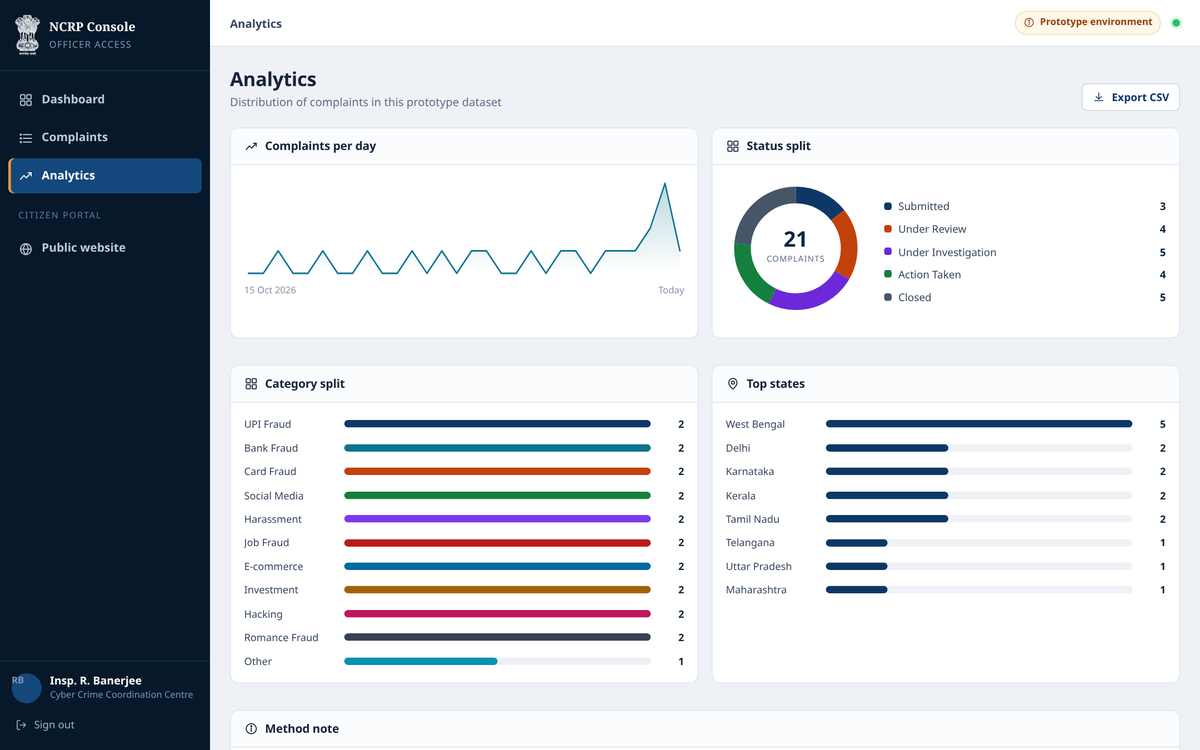 NCRP Console
OFFICER ACCESS
Dashboard
Complaints
Analytics
CITIZEN PORTAL
Public website
RB
Insp. R. Banerjee
Cyber Crime Coordination Centre
Sign out
Analytics
Prototype environment
Analytics
Distribution of complaints in this prototype dataset
Export CSV
Complaints per day
15 Oct 2026
Today
Status split
21
COMPLAINTS
Submitted 3
Under Review 4
Under Investigation 5
Action Taken 4
Closed 5
Category split
UPI Fraud 2
Bank Fraud 2
Card Fraud 2
Social Media 2
Harassment 2
Job Fraud 2
E-commerce 2
Investment 2
Hacking 2
Romance Fraud 2
Other 1
Top states
West Bengal 5
Delhi 2
Karnataka 2
Kerala 2
Tamil Nadu 2
Telangana 1
Uttar Pradesh 1
Maharashtra 1
Method note